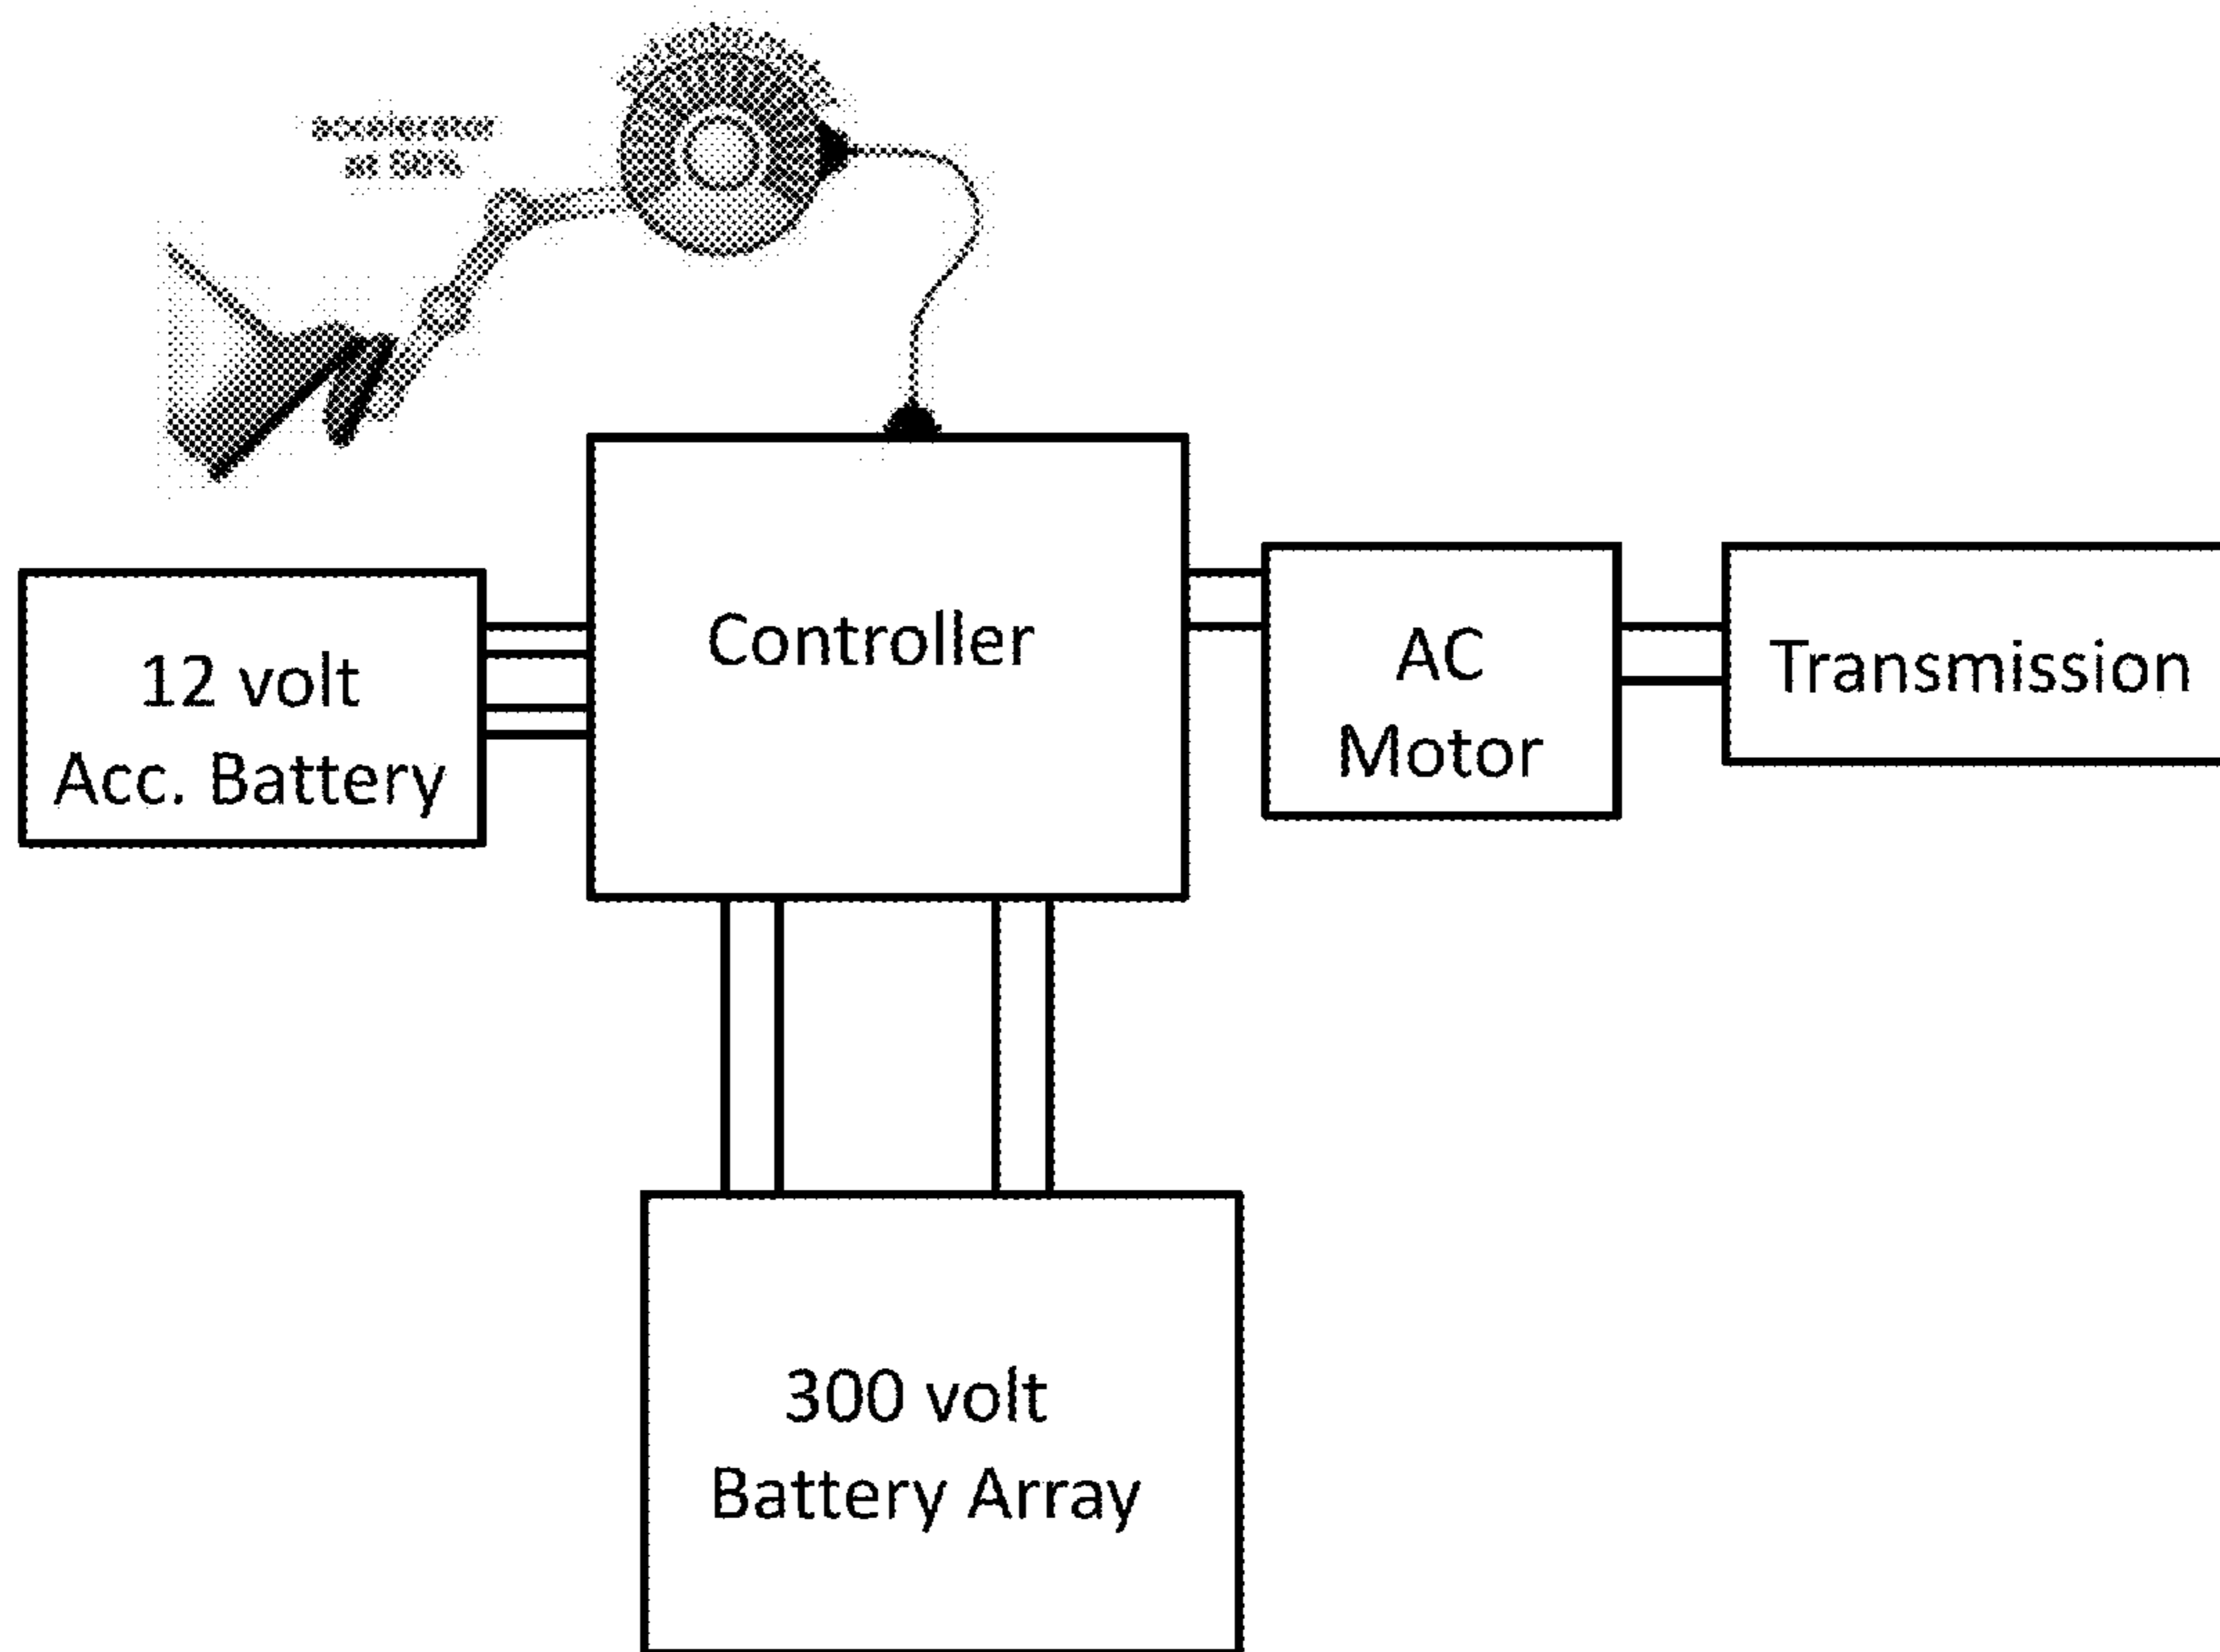 Controller
12 volt
Acc. Battery
AC
Motor
Transmission
300 volt
Battery Array